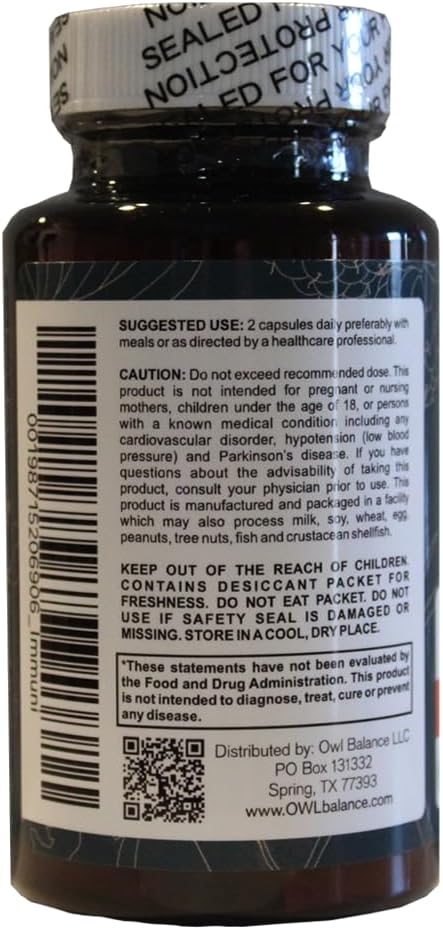 SEALED
NOITCETORP
ED FOR YOUR
SUGGESTED USE: 2 capsules daily preferably with
meals or as directed by a healthcare professional.
CAUTION: Do not exceed recommended dose. This
product is not intended for pregnant or nursing
mothers, children under the age of 18, or persons
with a known medical condition including any
cardiovascular disorder, hypotension (low blood
pressure) and Parkinson's disease. If you have
questions about the advisability of taking this
product, consult your physician prior to use. This
product is manufactured and packaged in a facility
which may also process milk, soy, wheat, egg,
peanuts, tree nuts, fish and crustacean shellfish.
KEEP OUT OF THE REACH OF CHILDREN.
CONTAINS DESICCANT PACKET FOR
FRESHNESS. DO NOT EAT PACKET. DO NOT
USE IF SAFETY SEAL IS DAMAGED OR
MISSING. STORE IN A COOL, DRY PLACE.
*These statements have not been evaluated by
the Food and Drug Administration. This product
is not intended to diagnose, treat, cure or prevent
any disease.
Distributed by: Owl Balance LLC
PO Box 131332
Spring, TX 77393
www.OWLbalance.com
00198715206906_Immuni